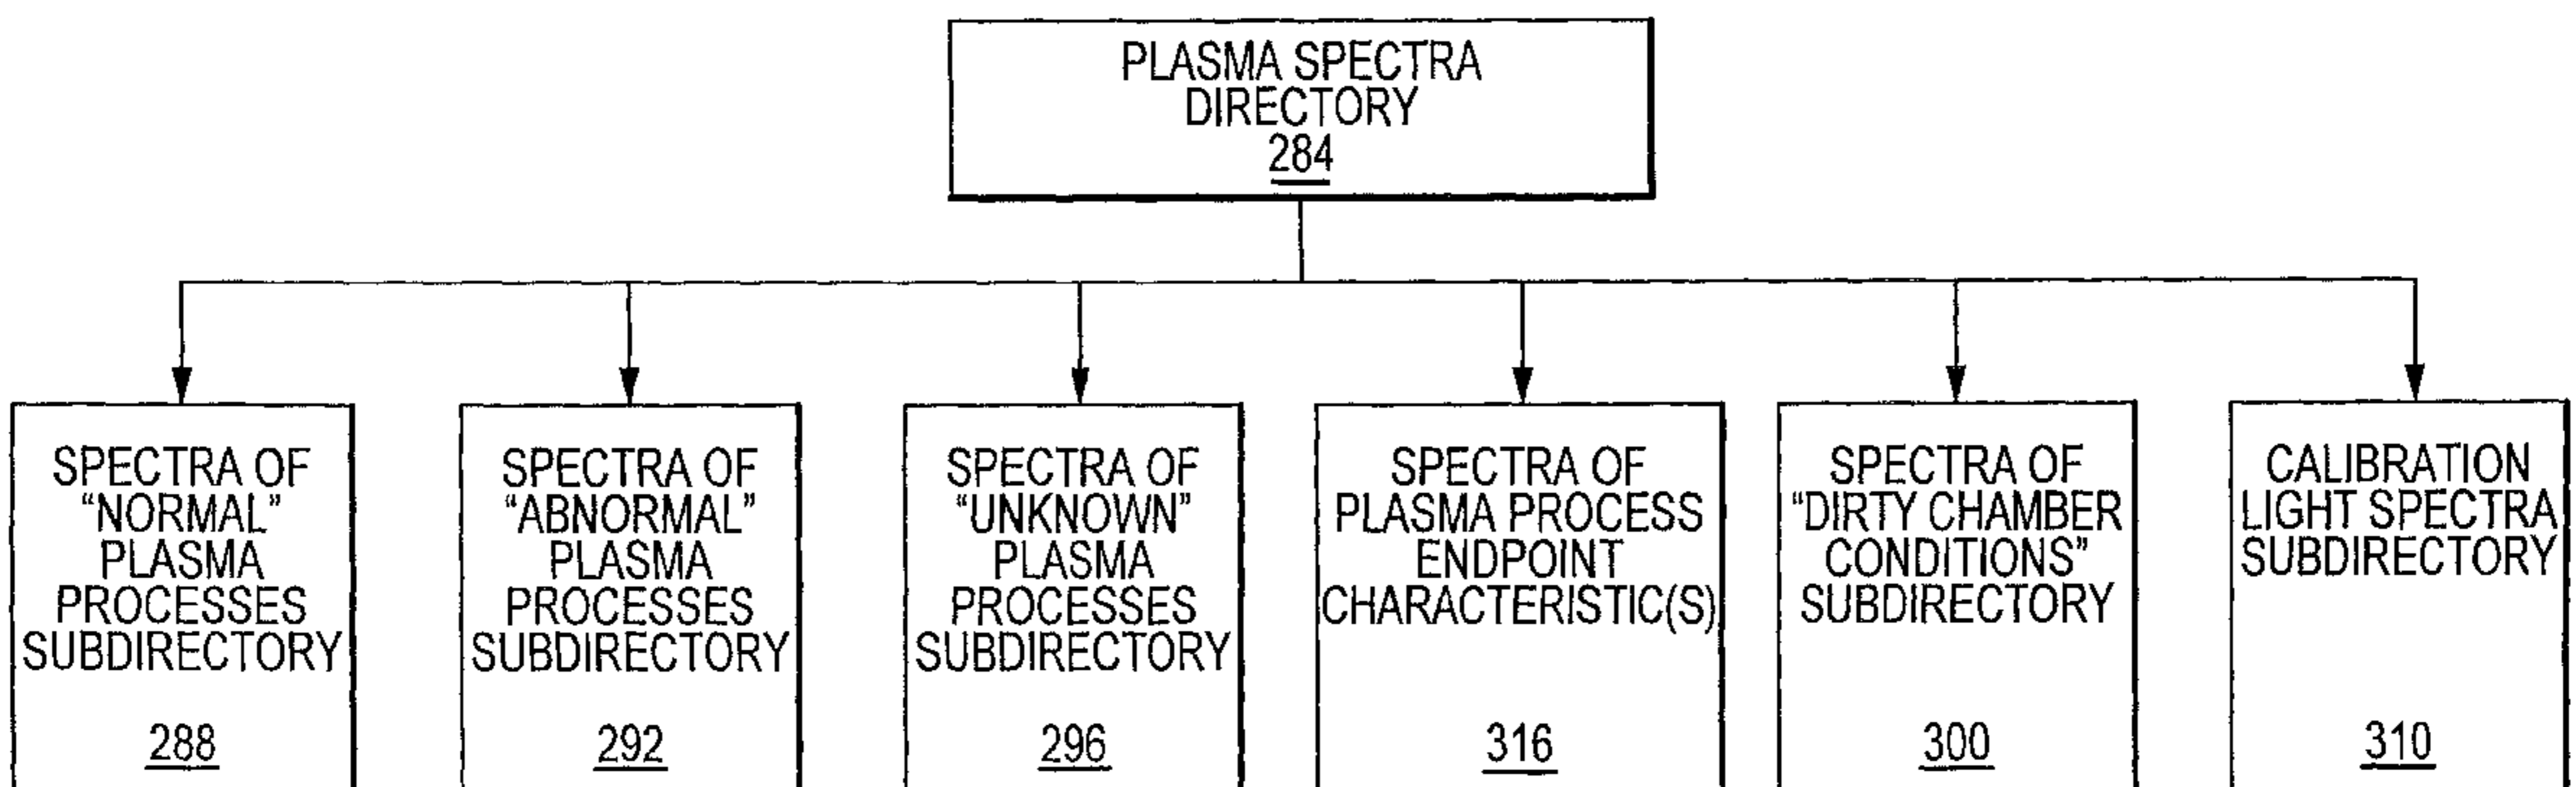 PLASMA SPECTRA
DIRECTORY
284
SPECTRA OF
“NORMAL”
PLASMA
PROCESSES
SUBDIRECTORY
288
SPECTRA OF
“ABNORMAL”
PLASMA
PROCESSES
SUBDIRECTORY
292
SPECTRA OF
“UNKNOWN”
PLASMA
PROCESSES
SUBDIRECTORY
296
SPECTRA OF
PLASMA PROCESS
ENDPOINT
CHARACTERISTIC(S)
316
SPECTRA OF
“DIRTY CHAMBER
CONDITIONS”
SUBDIRECTORY
300
CALIBRATION
LIGHT SPECTRA
SUBDIRECTORY
310